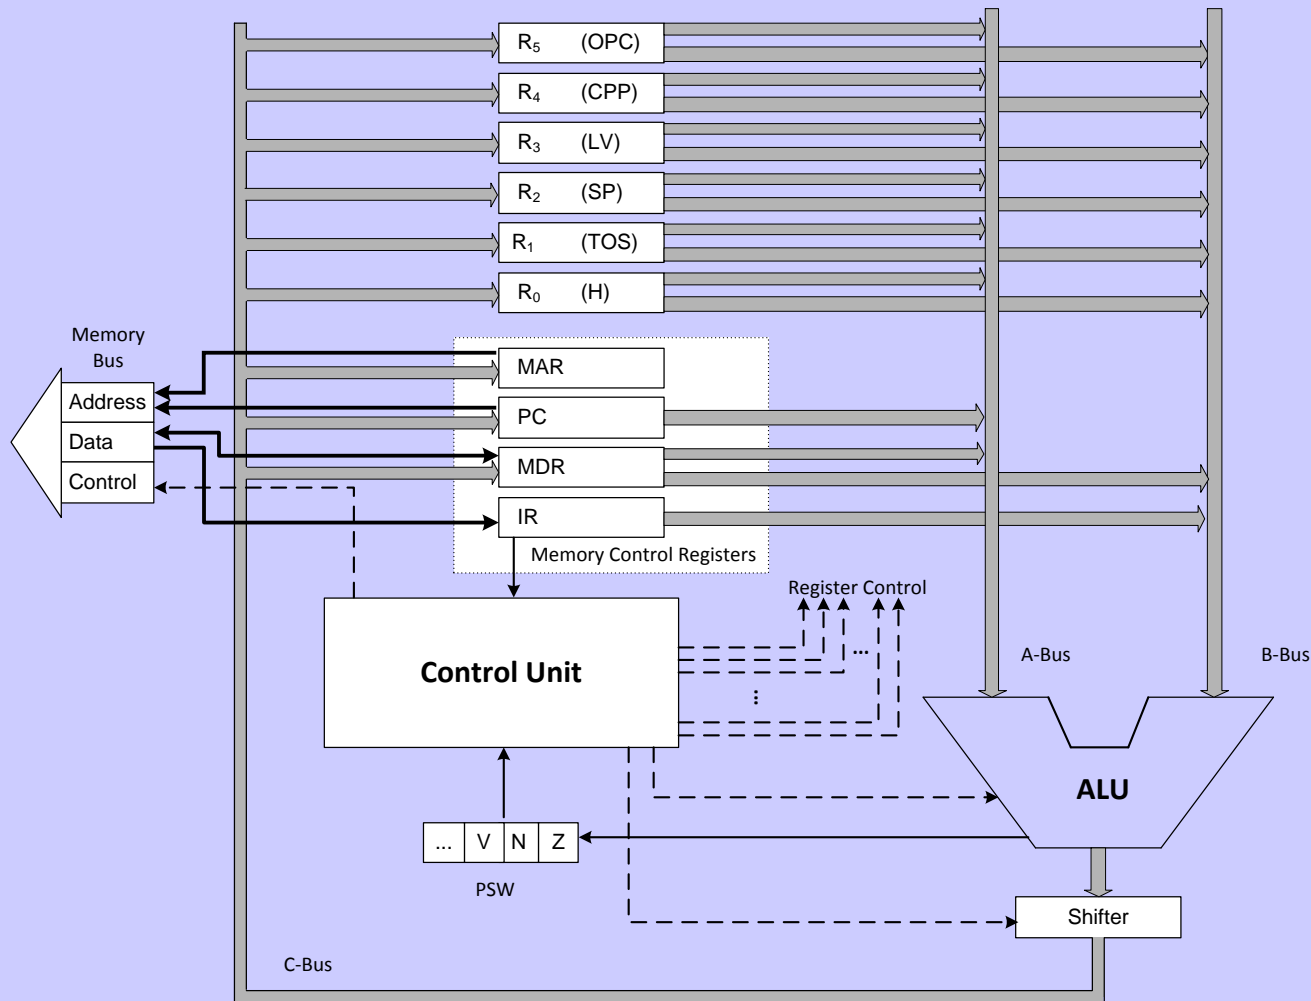 R5 (OPC)
R4 (CPP)
R3 (LV)
R2 (SP)
R1 (TOS)
R0 (H)
Memory
Bus
Address
Data
Control
MAR
PC
MDR
IR
Memory Control Registers
Register Control
...
...
Control Unit
A-Bus
B-Bus
ALU
... V N Z
PSW
Shifter
C-Bus